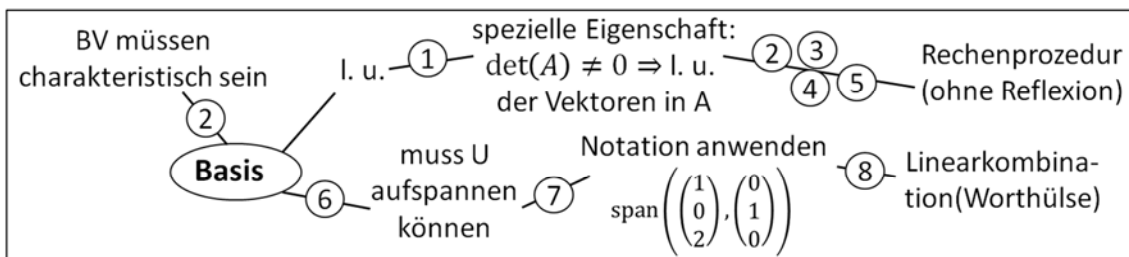 BV müssen
charakteristisch sein
2
Basis
l. u.
1
spezielle Eigenschaft:
det(A) ≠ 0 ⇒ l. u.
der Vektoren in A
2
3
4
5
Rechenprozedur
(ohne Reflexion)
6
muss U
aufspannen
können
7
Notation anwenden
span((1 0 2), (0 1 0))
8
Linearkombina-
tion(Worthülse)